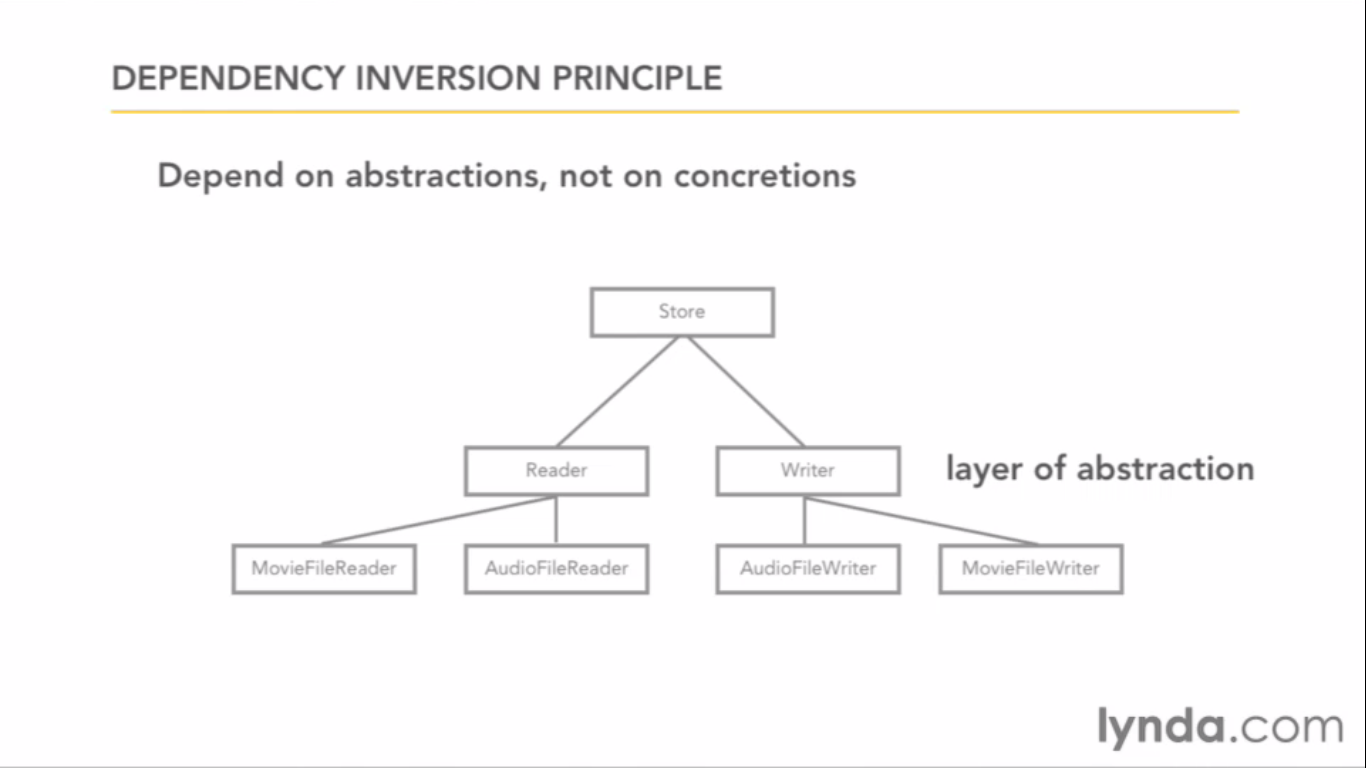 DEPENDENCY INVERSION PRINCIPLE
Depend on abstractions, not on concretions
Store
Reader
Writer
layer of abstraction
MovieFileReader
AudioFileReader
AudioFileWriter
MovieFileWriter
lynda.com